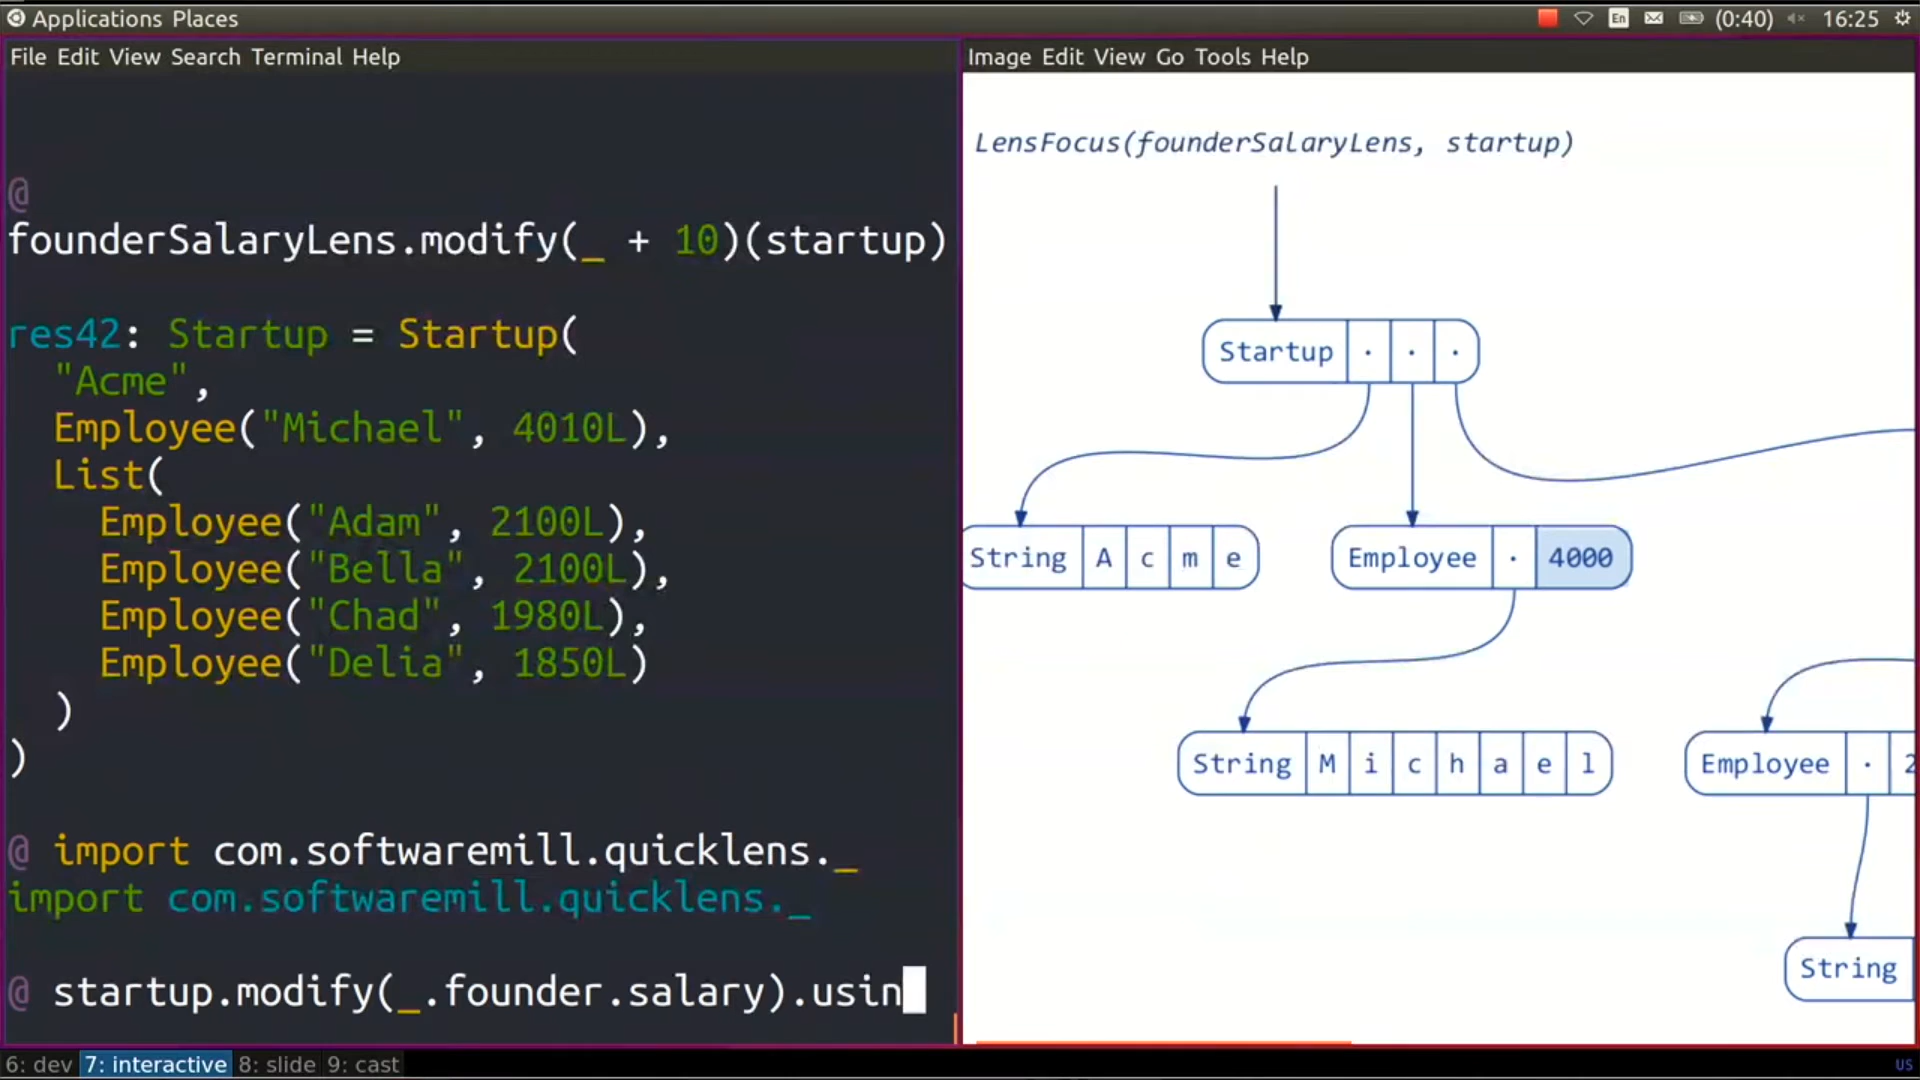 Applications Places
En (0:40) 16:25
File Edit View Search Terminal Help
@
founderSalaryLens.modify(_ + 10)(startup)
res42: Startup = Startup(
  "Acme",
  Employee("Michael", 4010L),
  List(
    Employee("Adam", 2100L),
    Employee("Bella", 2100L),
    Employee("Chad", 1980L),
    Employee("Delia", 1850L)
  )
)
@ import com.softwaremill.quicklens._
import com.softwaremill.quicklens._
@ startup.modify(_.founder.salary).usin
Image Edit View Go Tools Help
LensFocus(founderSalaryLens, startup)
Startup · · ·
String A c m e
Employee · 4000
String M i c h a e l
Employee · 2
String
6: dev 7: interactive 8: slide 9: cast
US